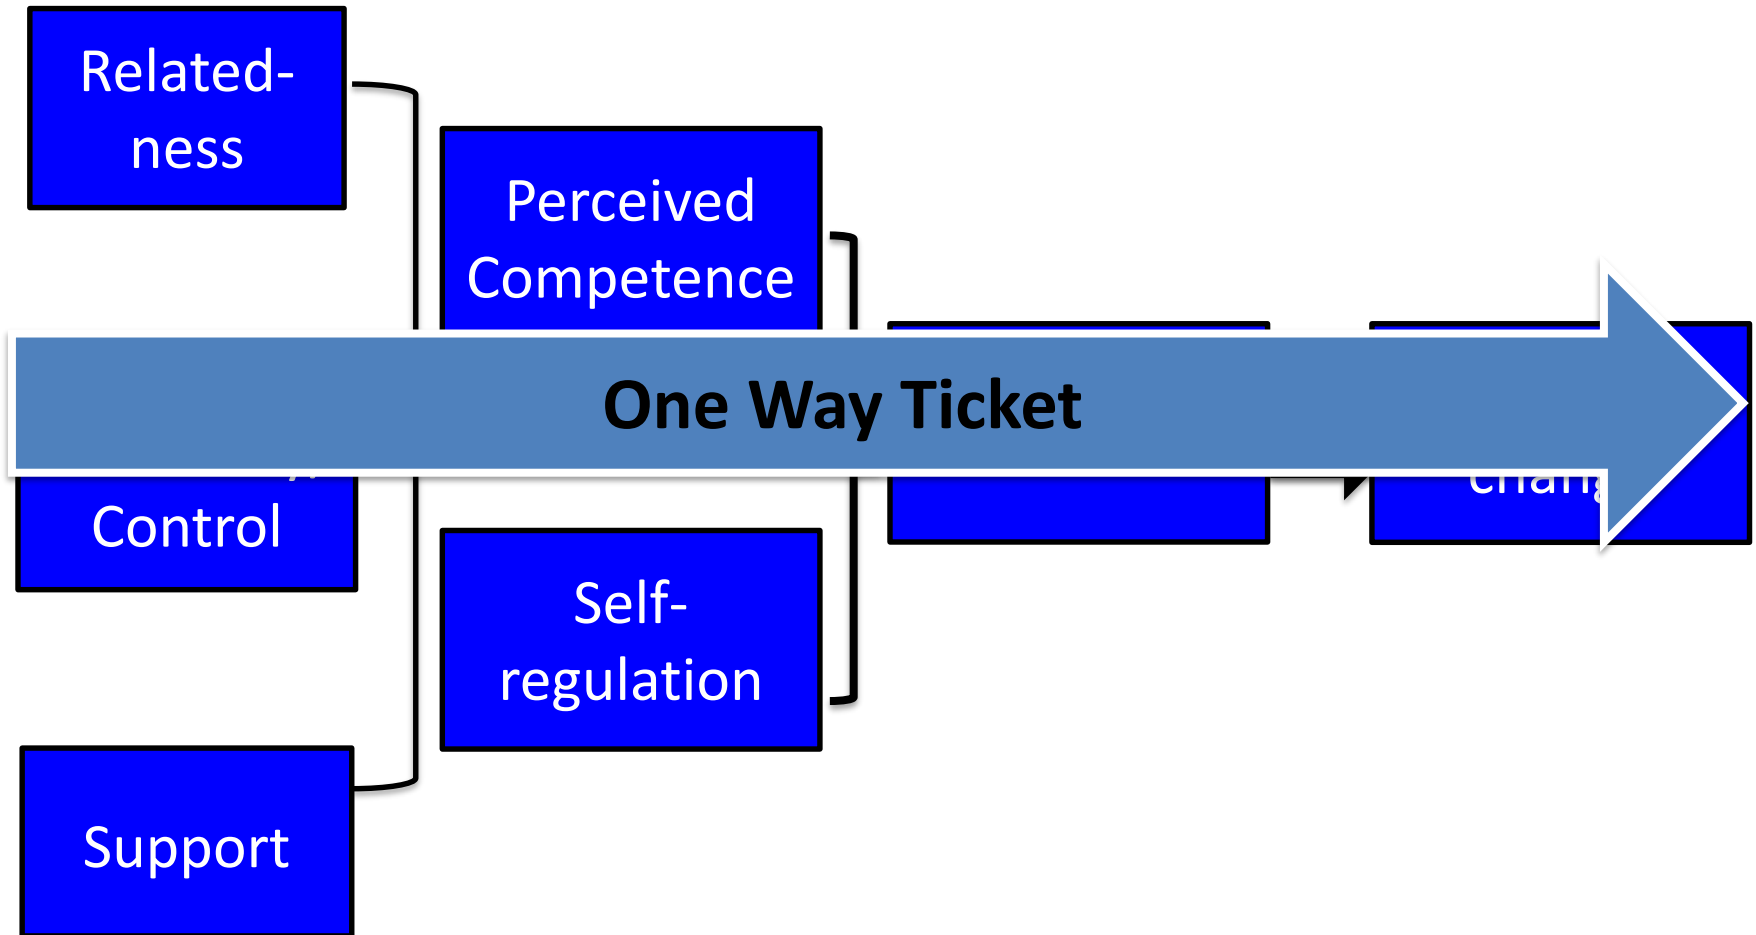 Related-
ness
Perceived
Competence
One Way Ticket
Control
Self-
regulation
Support